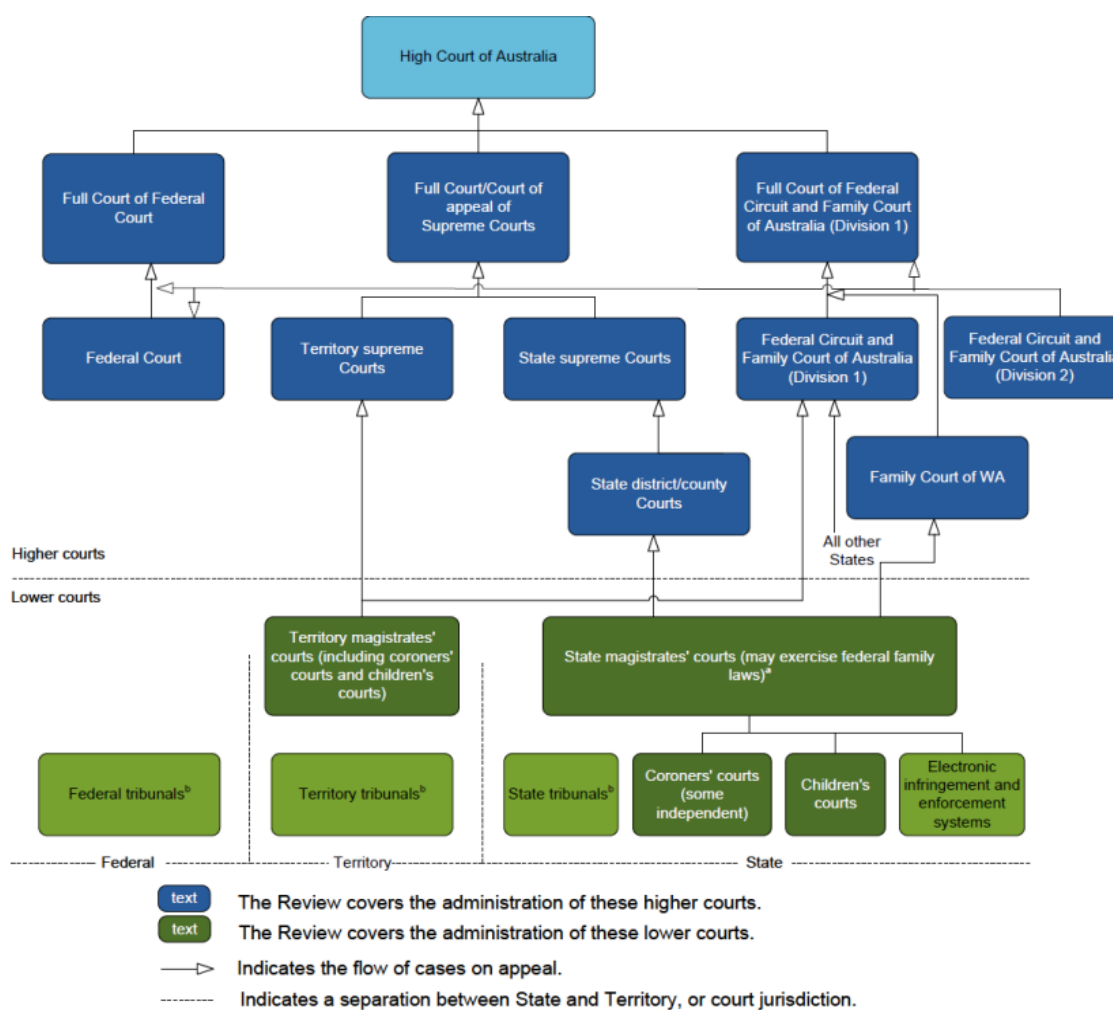 High Court of Australia
Full Court of Federal
Court
Full Court/Court of
appeal of
Supreme Courts
Full Court of Federal
Circuit and Family Court
of Australia (Division 1)
Federal Court
Territory supreme
Courts
State supreme Courts
Federal Circuit and
Family Court of Australia
(Division 1)
Federal Circuit and
Family Court of Australia
(Division 2)
State district/county
Courts
Family Court of WA
All other
States
Higher courts
Lower courts
Territory magistrates'
courts (including coroners'
courts and children's
courts)
State magistrates' courts (may exercise federal family
laws)ᵃ
Federal tribunalsᵇ
Territory tribunalsᵇ
State tribunalsᵇ
Coroners' courts
(some
independent)
Children's
courts
Electronic
infringement and
enforcement
systems
Federal
Territory
State
text The Review covers the administration of these higher courts.
text The Review covers the administration of these lower courts.
Indicates the flow of cases on appeal.
Indicates a separation between State and Territory, or court jurisdiction.